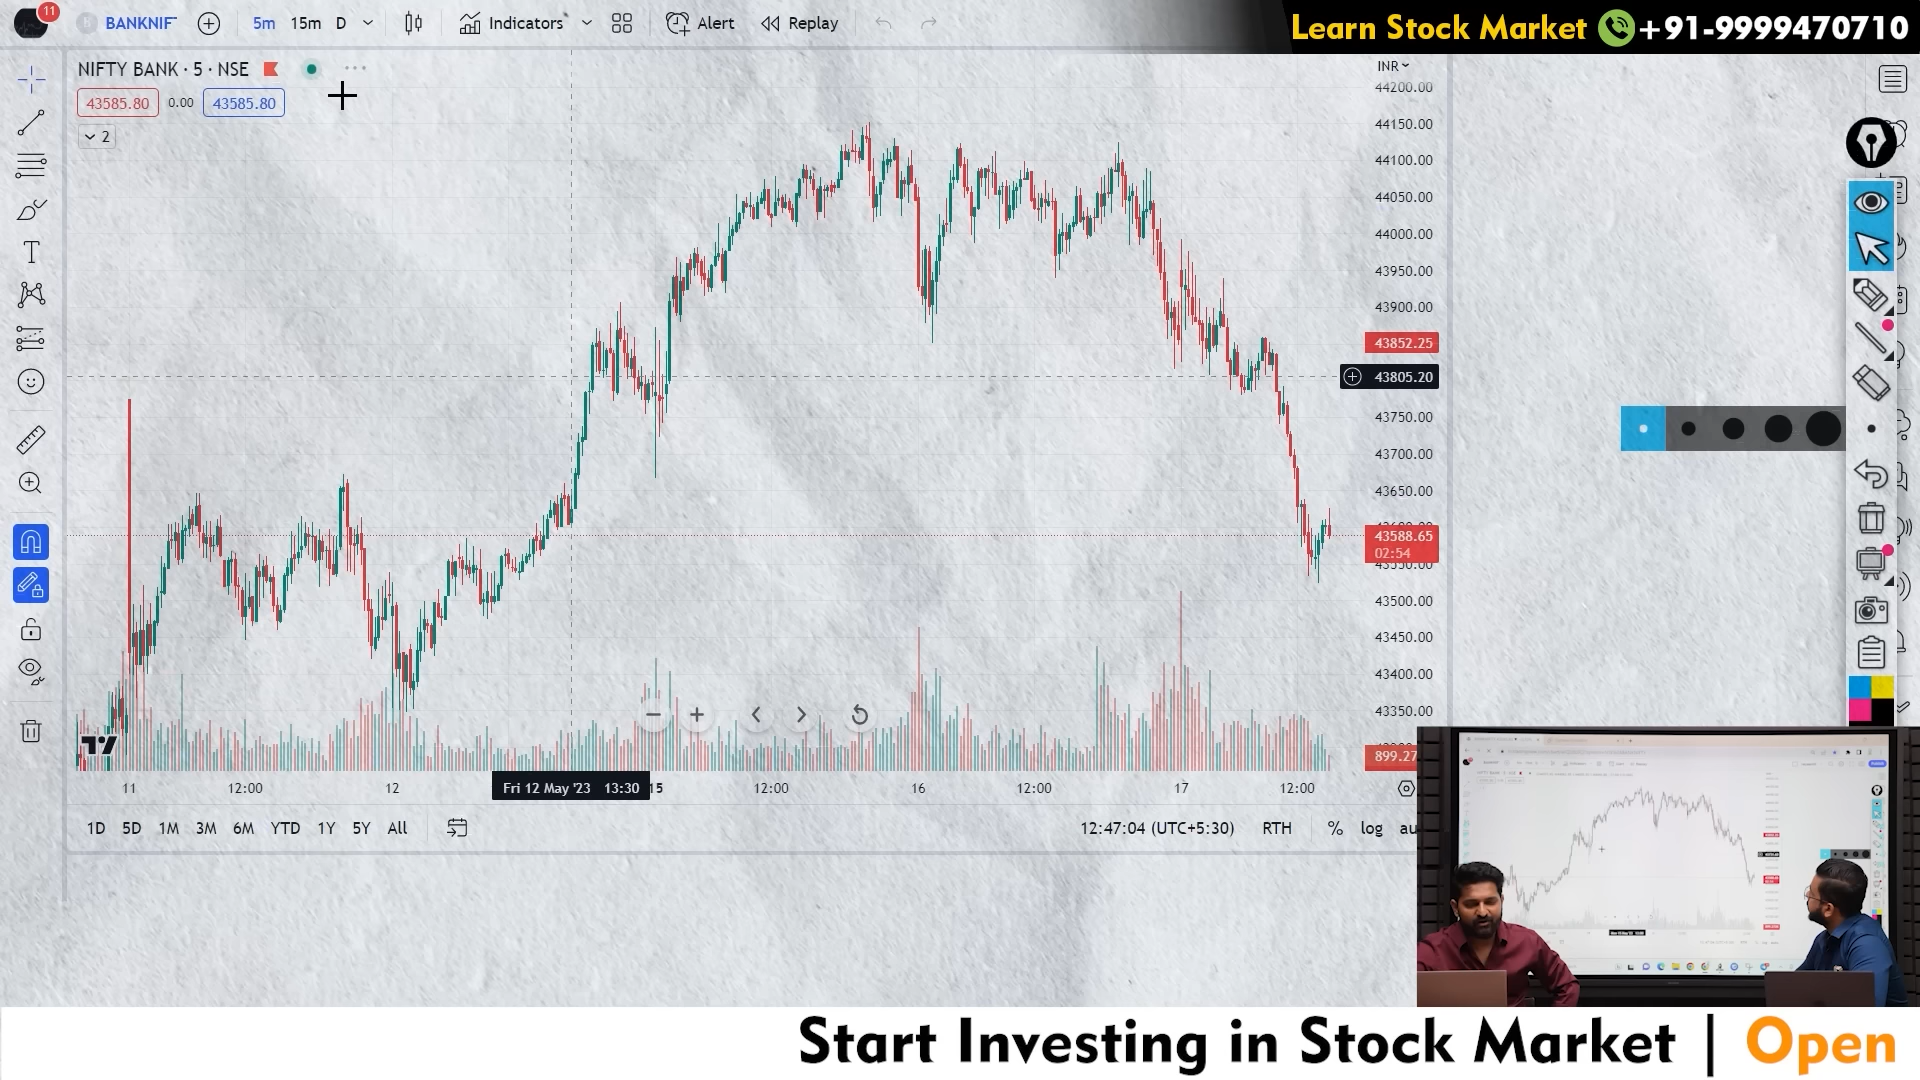 11
BANKNIF
5m
15m
D
Indicators
Alert
Replay
Learn Stock Market
+91-9999470710
NIFTY BANK · 5 · NSE
43585.80
0.00
43585.80
2
INR
44200.00
44150.00
44100.00
44050.00
44000.00
43950.00
43900.00
43852.25
43805.20
43750.00
43700.00
43650.00
43588.65
02:54
43550.00
43500.00
43450.00
43400.00
43350.00
899.27
11
12:00
12
Fri 12 May '23 13:30
15
12:00
16
12:00
17
12:00
1D
5D
1M
3M
6M
YTD
1Y
5Y
All
12:47:04 (UTC+5:30)
RTH
%
log
au
Start Investing in Stock Market | Open